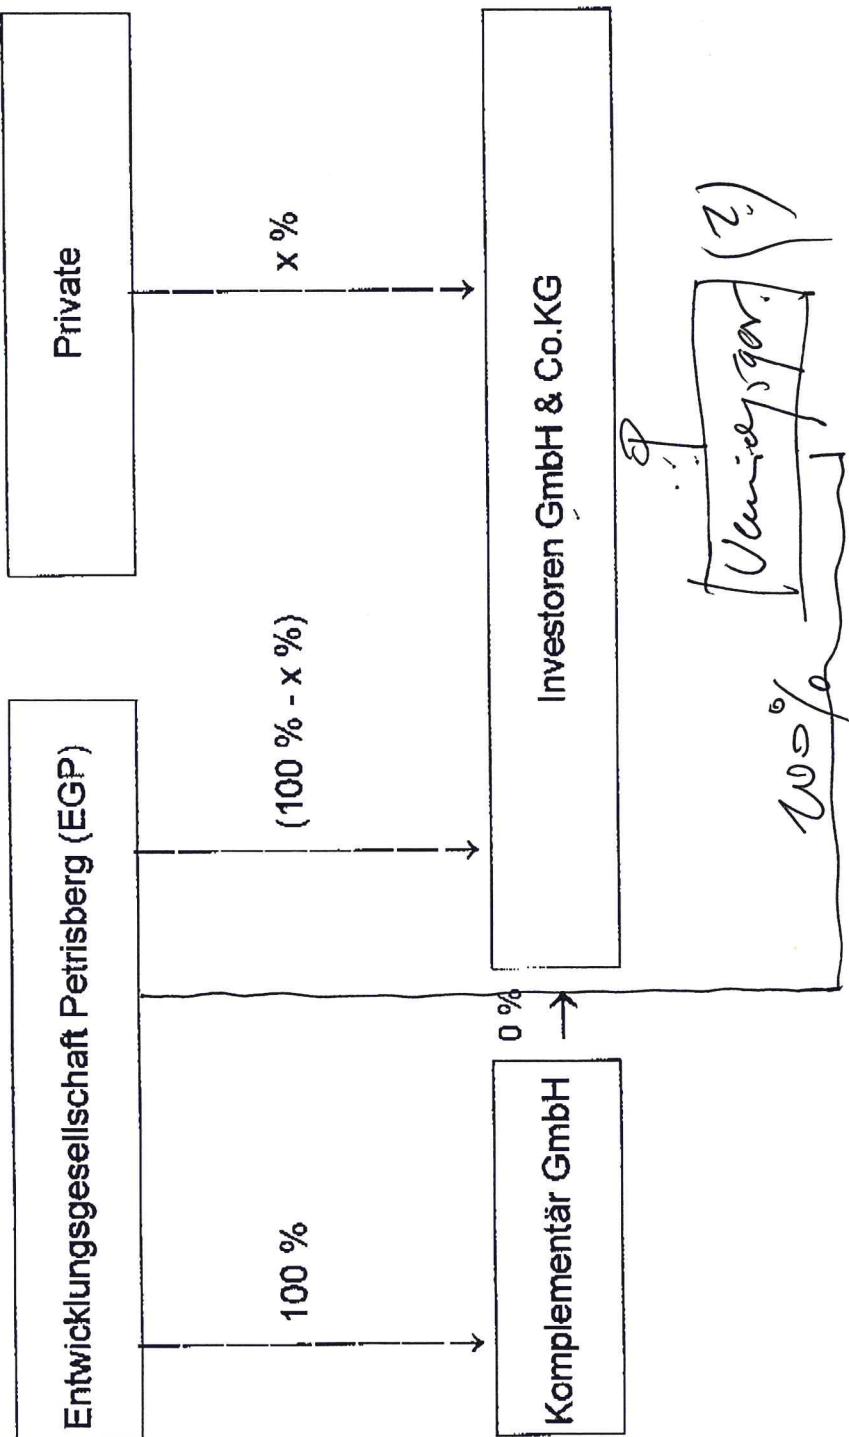 Entwicklungsgesellschaft Petrisberg (EGP)
Private
100 %
(100 % - x %)
x %
Komplementär GmbH
0 %
Investoren GmbH & Co.KG
100%
(?)